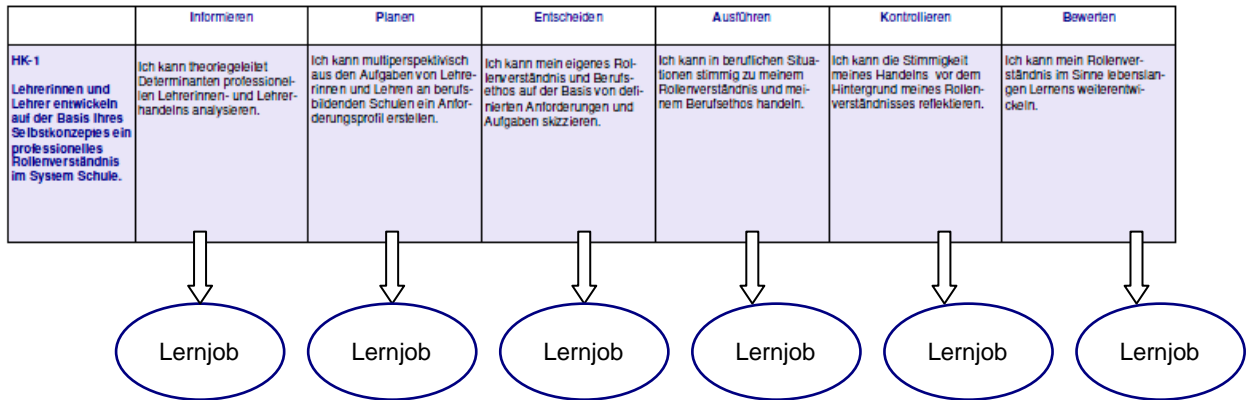 Informieren
Planen
Entscheiden
Ausführen
Kontrollieren
Bewerten
HK-1
Lehrerinnen und
Lehrer entwickeln
auf der Basis ihres
Selbstkonzeptes ein
professionelles
Rollenverständnis
im System Schule.
Ich kann theoriegeleitet
Determinanten professionel-
len Lehrerinnen- und Lehrer-
handelns analysieren.
Ich kann multiperspektivisch
aus den Aufgaben von Lehre-
rinnen und Lehren an berufs-
bildenden Schulen ein Anfor-
derungsprofil erstellen.
Ich kann mein eigenes Rol-
lenverständnis und Berufs-
ethos auf der Basis von defi-
nierten Anforderungen und
Aufgaben skizzieren.
Ich kann in beruflichen Situa-
tionen stimmig zu meinem
Rollenverständnis und mei-
nem Berufsethos handeln.
Ich kann die Stimmigkeit
meines Handelns vor dem
Hintergrund meines Rollen-
verständnisses reflektieren.
Ich kann mein Rollenver-
ständnis im Sinne lebenslan-
gen Lernens weiterentwi-
ckeln.
Lernjob
Lernjob
Lernjob
Lernjob
Lernjob
Lernjob